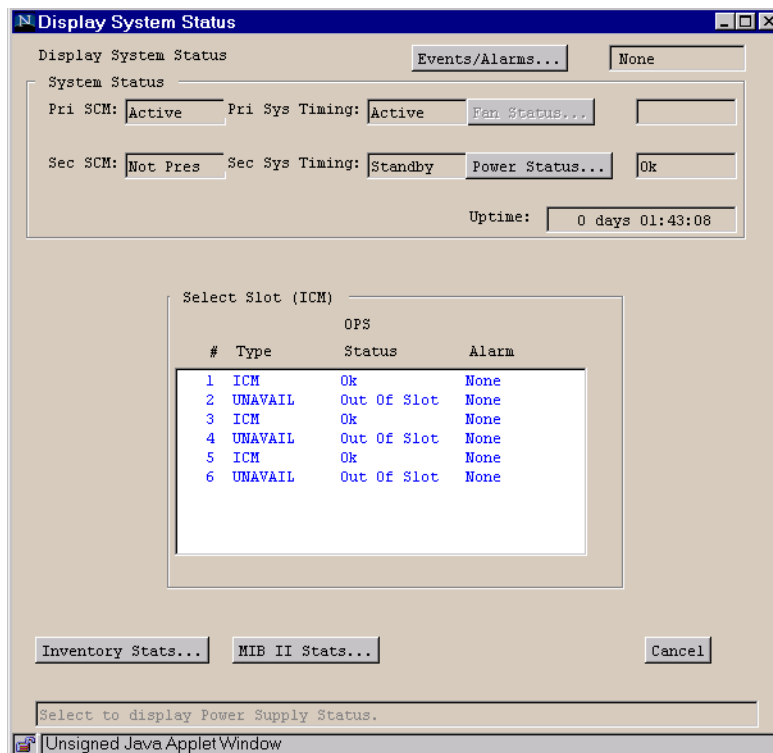 Display System Status
Display System Status Events/Alarms... None
System Status
Pri SCM: Active Pri Sys Timing: Active Fan Status...
Sec SCM: Not Pres Sec Sys Timing: Standby Power Status... Ok
Uptime: 0 days 01:43:08
Select Slot (ICM)
OPS
# Type Status Alarm
1 ICM Ok None
2 UNAVAIL Out Of Slot None
3 ICM Ok None
4 UNAVAIL Out Of Slot None
5 ICM Ok None
6 UNAVAIL Out Of Slot None
Inventory Stats... MIB II Stats... Cancel
Select to display Power Supply Status.
Unsigned Java Applet Window